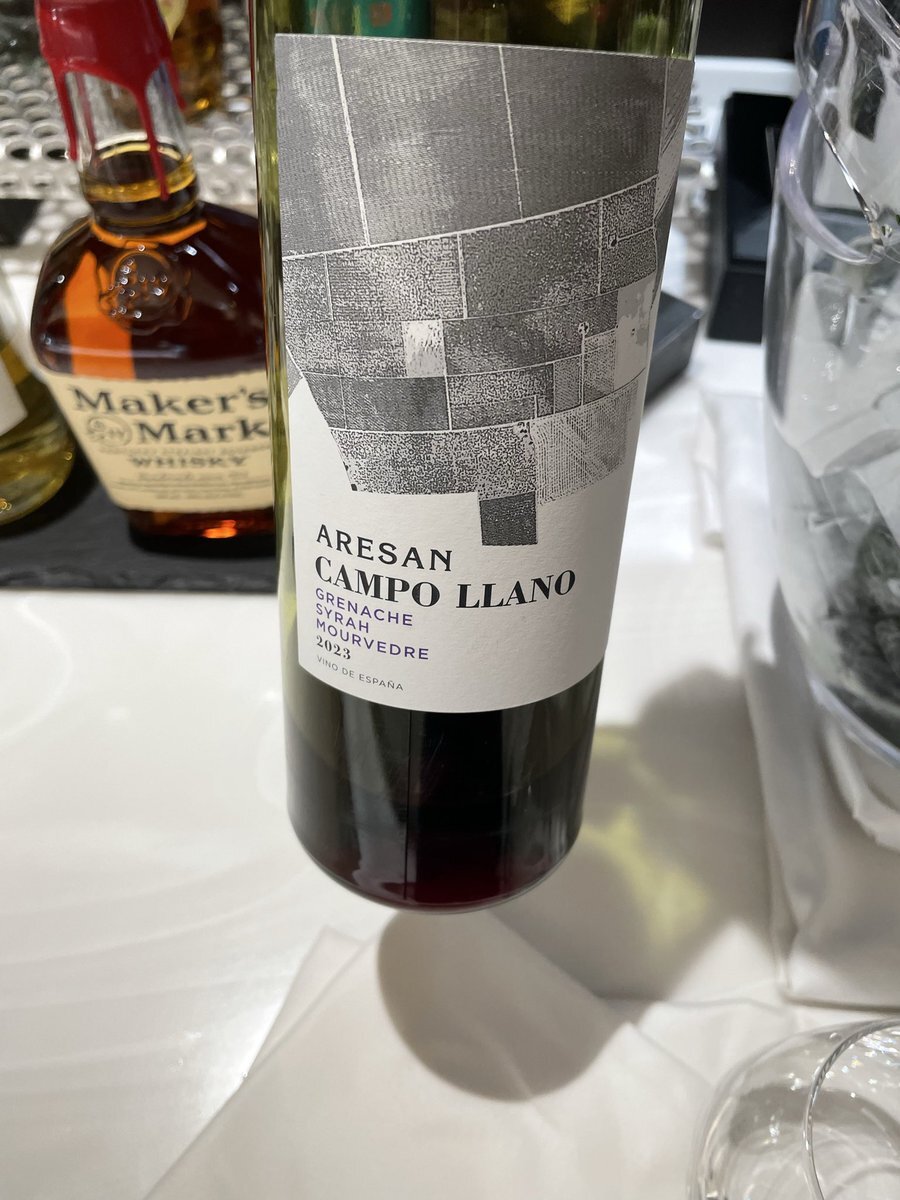 Maker's
Mark
WHISKY
ARESAN
CAMPO LLANO
GRENACHE
SYRAH
MOURVEDRE
2023
VINO DE ESPAÑA